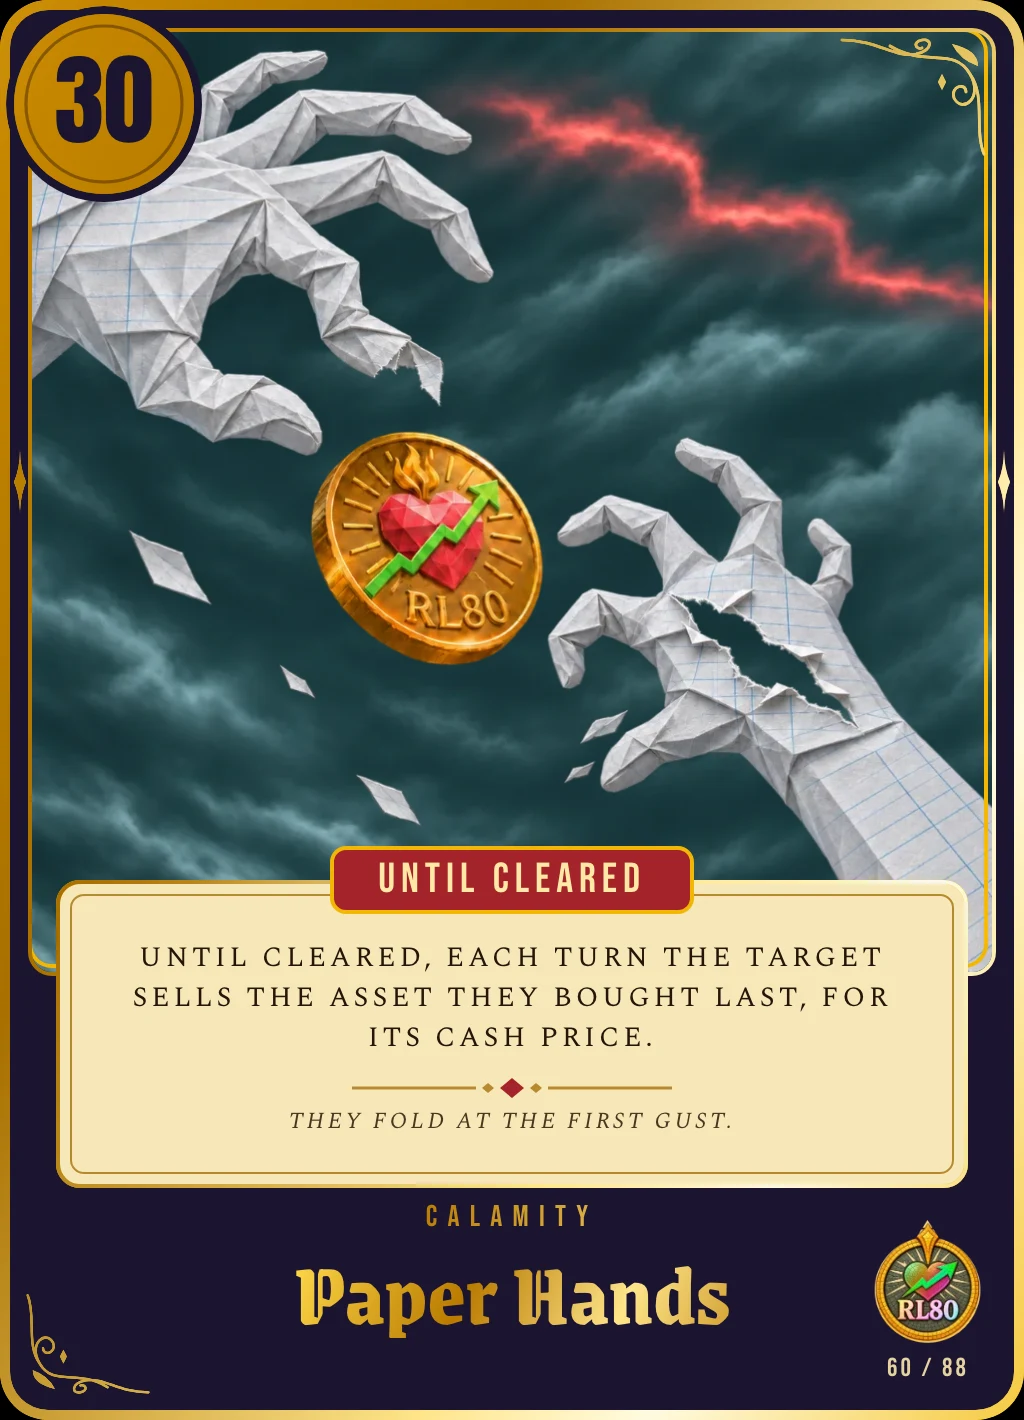 30
RL80
UNTIL CLEARED
UNTIL CLEARED, EACH TURN THE TARGET
SELLS THE ASSET THEY BOUGHT LAST, FOR
ITS CASH PRICE.
THEY FOLD AT THE FIRST GUST.
CALAMITY
Paper Hands
RL80
60 / 88